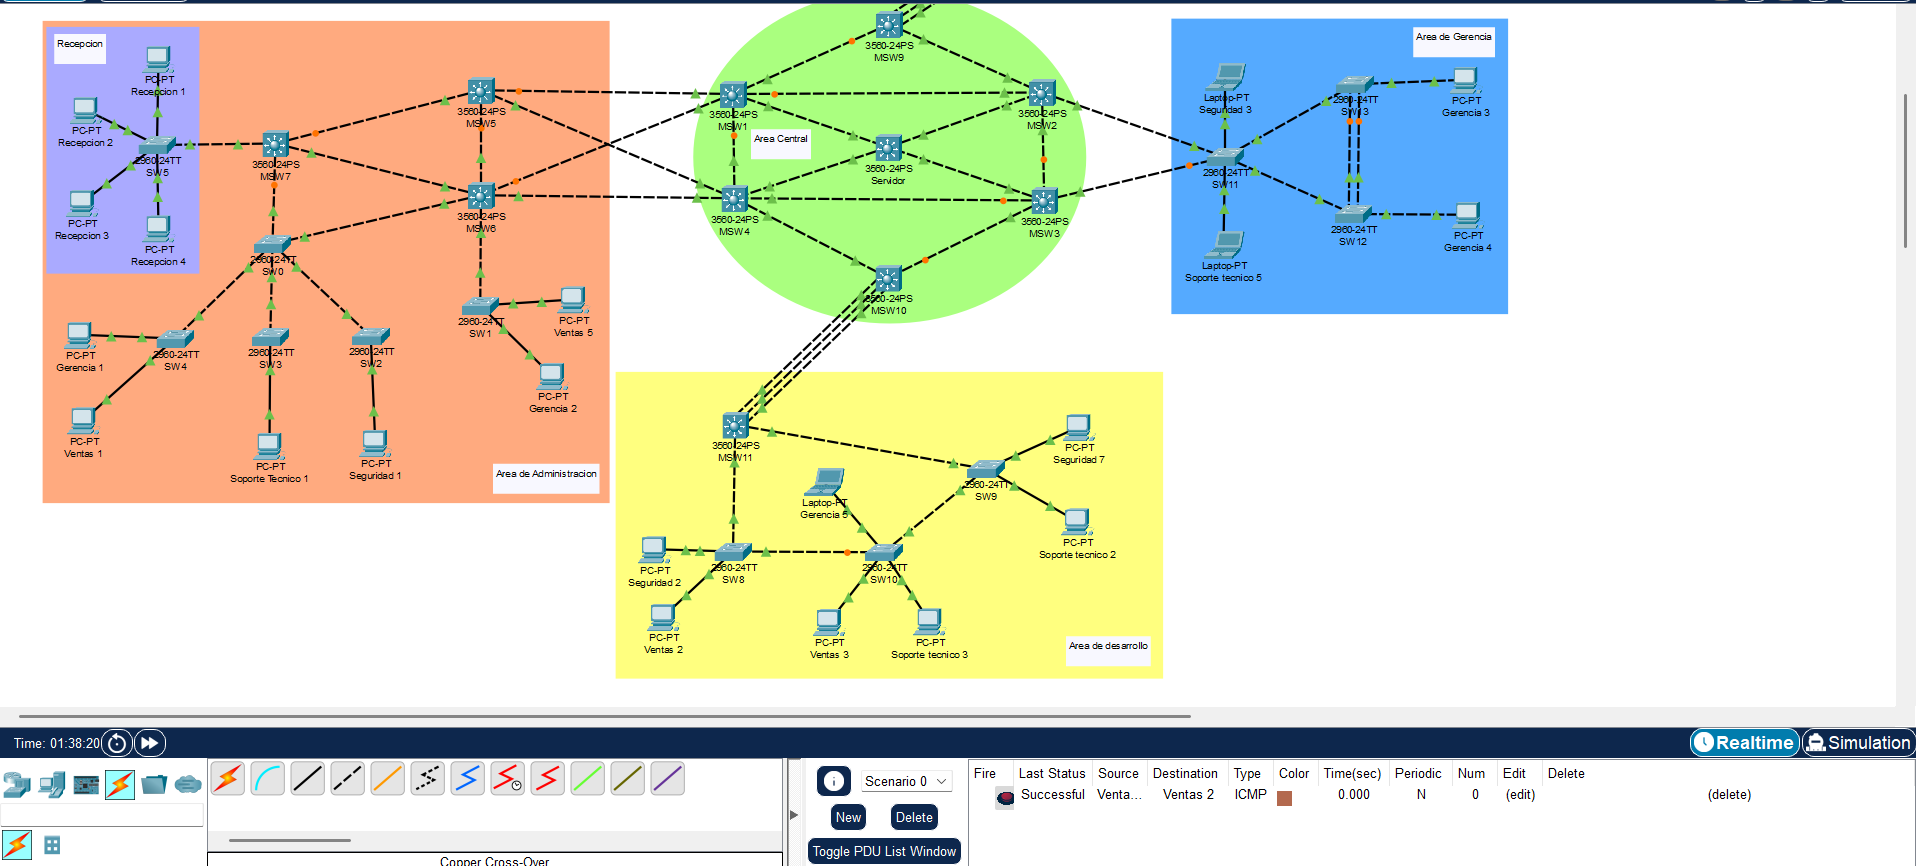 Recepcion
PC-PT
Recepcion 1
PC-PT
Recepcion 2
2960-24TT
SW5
PC-PT
Recepcion 3
PC-PT
Recepcion 4
3560-24PS
MSW7
3560-24PS
MSW5
3560-24PS
MSW6
2960-24TT
SW0
2960-24TT
SW1
PC-PT
Ventas 5
PC-PT
Gerencia 2
PC-PT
Gerencia 1
2960-24TT
SW4
2960-24TT
SW3
2960-24TT
SW2
PC-PT
Ventas 1
PC-PT
Soporte Tecnico 1
PC-PT
Seguridad 1
Area de Administracion
3560-24PS
MSW9
3560-24PS
MSW1
3560-24PS
MSW2
Area Central
3560-24PS
Servidor
3560-24PS
MSW4
3560-24PS
MSW3
3560-24PS
MSW10
Area de Gerencia
Laptop-PT
Seguridad 3
2960-24TT
SW13
PC-PT
Gerencia 3
2960-24TT
SW11
2960-24TT
SW12
PC-PT
Gerencia 4
Laptop-PT
Soporte tecnico 5
3560-24PS
MSW11
PC-PT
Seguridad 7
2960-24TT
SW9
Laptop-PT
Gerencia 5
PC-PT
Soporte tecnico 2
PC-PT
Seguridad 2
2960-24TT
SW8
2960-24TT
SW10
PC-PT
Ventas 2
PC-PT
Ventas 3
PC-PT
Soporte tecnico 3
Area de desarrollo
Time: 01:38:20
Realtime
Simulation
Scenario 0
New
Delete
Toggle PDU List Window
Copper Cross-Over
Fire Last Status Source Destination Type Color Time(sec) Periodic Num Edit Delete
Successful Venta... Ventas 2 ICMP 0.000 N 0 (edit) (delete)